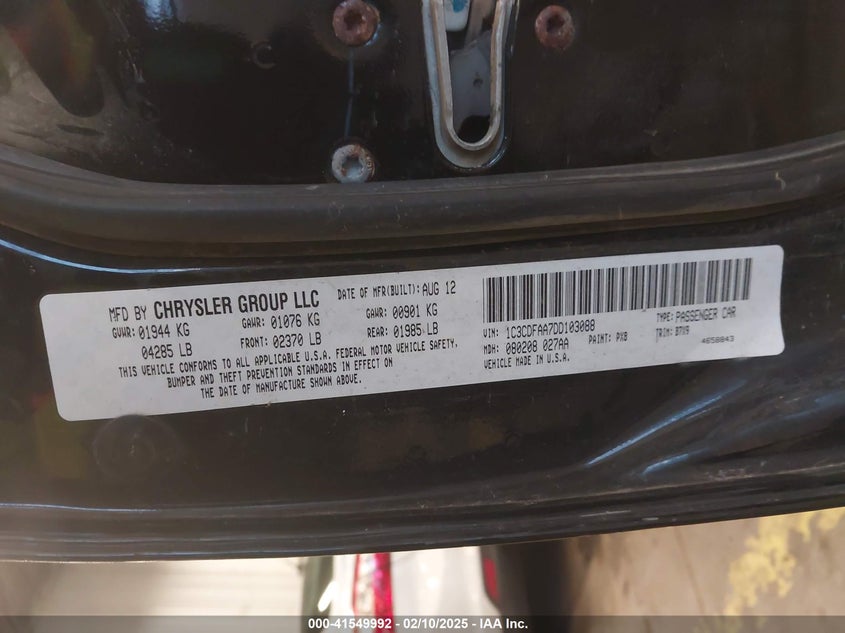 MFD BY CHRYSLER GROUP LLC DATE OF MFR(BUILT): AUG 12
GVWR: 01944 KG GAWR: 01076 KG GAWR: 00901 KG
04285 LB FRONT: 02370 LB REAR: 01985 LB
THIS VEHICLE CONFORMS TO ALL APPLICABLE U.S.A. FEDERAL MOTOR VEHICLE SAFETY,
BUMPER AND THEFT PREVENTION STANDARDS IN EFFECT ON
THE DATE OF MANUFACTURE SHOWN ABOVE.
VIN: 1C3CDFAA7DD103088 TYPE: PASSENGER CAR
MDH: 080208 027AA PAINT: PXB TRIM: B7X9
VEHICLE MADE IN U.S.A. 4658843
000-41549992 - 02/10/2025 - IAA Inc.